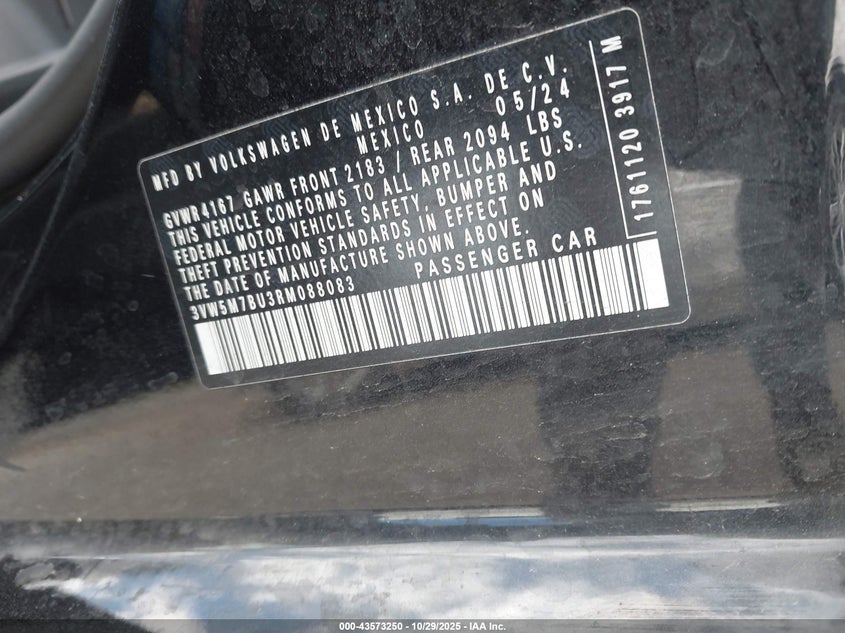 MFD BY VOLKSWAGEN DE MEXICO S.A. DE C.V.
MEXICO 05/24
GVWR4167 GAWR FRONT 2183 / REAR 2094 LBS
THIS VEHICLE CONFORMS TO ALL APPLICABLE U.S.
FEDERAL MOTOR VEHICLE SAFETY, BUMPER AND
THEFT PREVENTION STANDARDS IN EFFECT ON
THE DATE OF MANUFACTURE SHOWN ABOVE.
3VW5M7BU3RM088083 PASSENGER CAR
1761120 3917 M
000-43573250 - 10/29/2025 - IAA Inc.